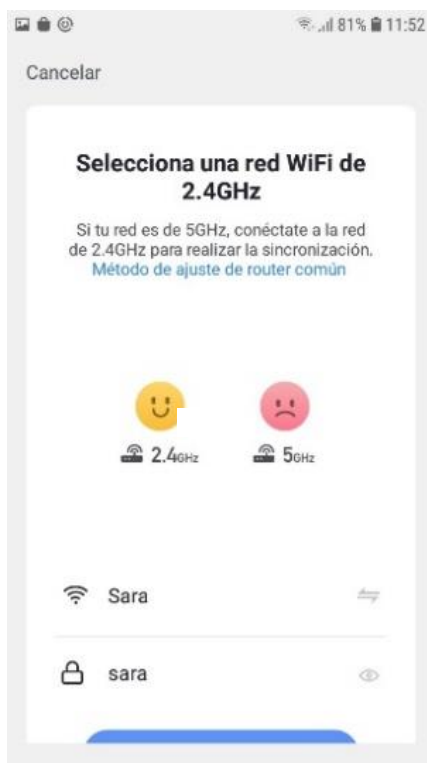 81% 11:52
Cancelar
Selecciona una red WiFi de
2.4GHz
Si tu red es de 5GHz, conéctate a la red
de 2.4GHz para realizar la sincronización.
Método de ajuste de router común
2.4GHz 5GHz
Sara
sara